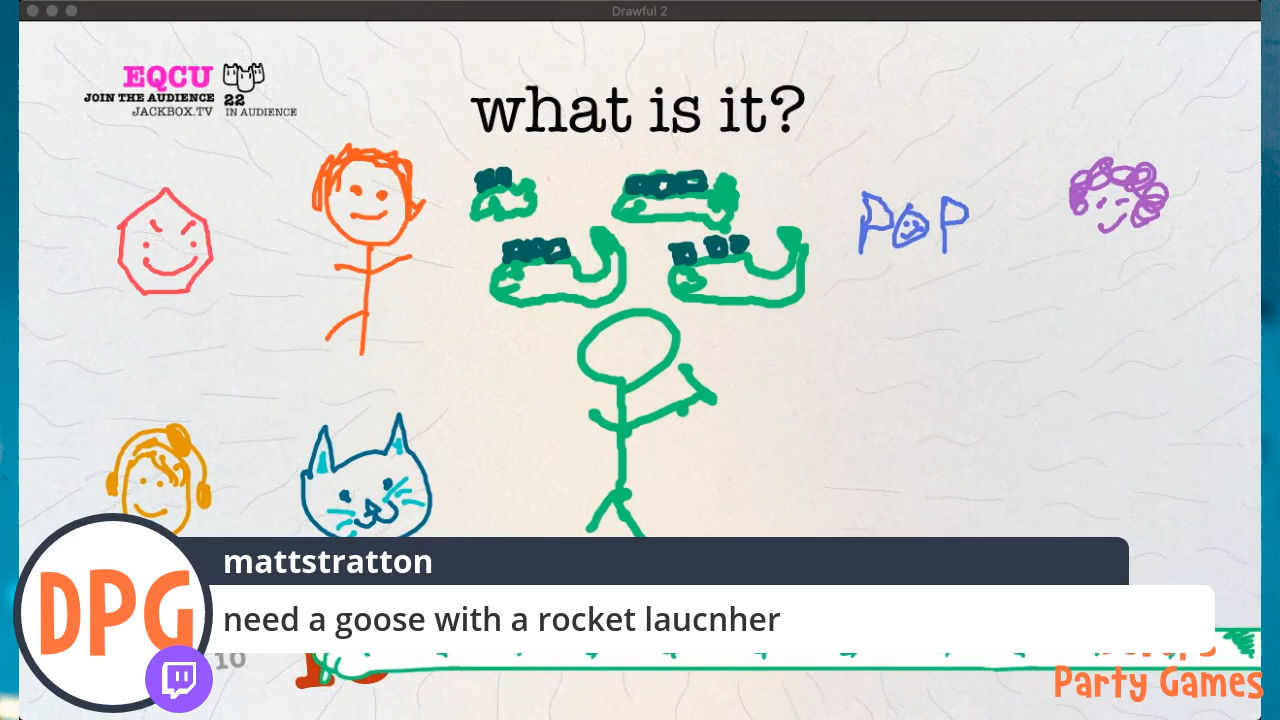 Drawful 2
EQCU
JOIN THE AUDIENCE
JACKBOX.TV
22
IN AUDIENCE
what is it?
POP
mattstratton
need a goose with a rocket laucnher
DPG
10
Party Games